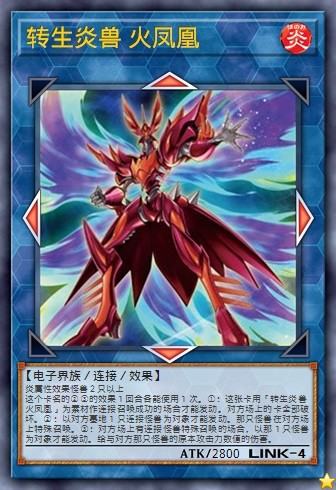 转生炎兽 火凤凰
炎
【电子界族／连接／效果】
炎属性效果怪兽２只以上
这个卡名的②③的效果１回合各能使用１次。①：这张卡用「转生炎兽
火凤凰」为素材作连接召唤成功的场合才能发动。对方场上的卡全部破
坏。②：以对方墓地１只连接怪兽为对象才能发动。那只怪兽在对方场
上特殊召唤。③：对方场上有连接怪兽特殊召唤的场合，以那１只怪兽
为对象才能发动。给与对方那只怪兽的原本攻击力数值的伤害。
ATK/2800 LINK-4